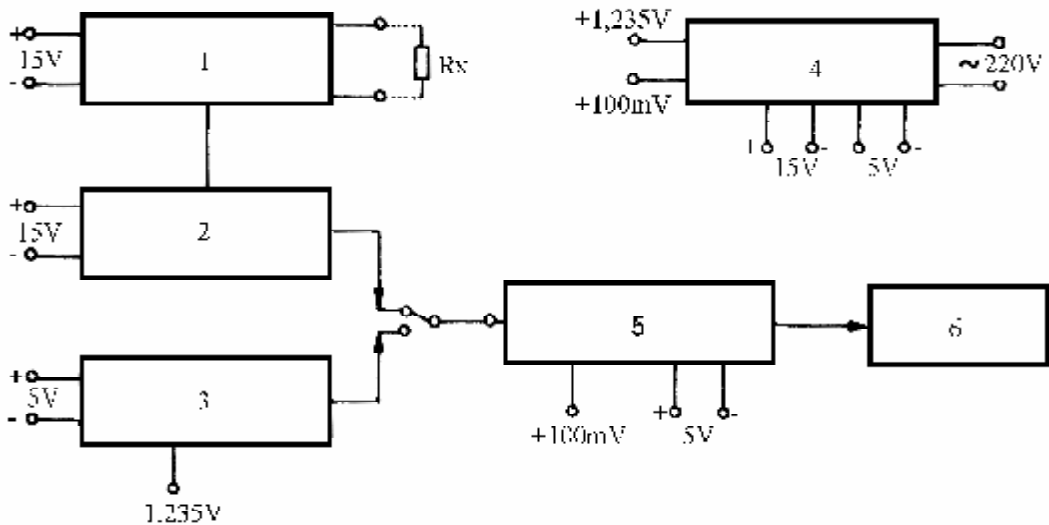 +
15V
-
1
Rx
+1,235V
+100mV
4
~220V
+
15V
-
5V
-
+
15V
-
2
+
5V
-
3
1.235V
5
+100mV
+
5V
-
6